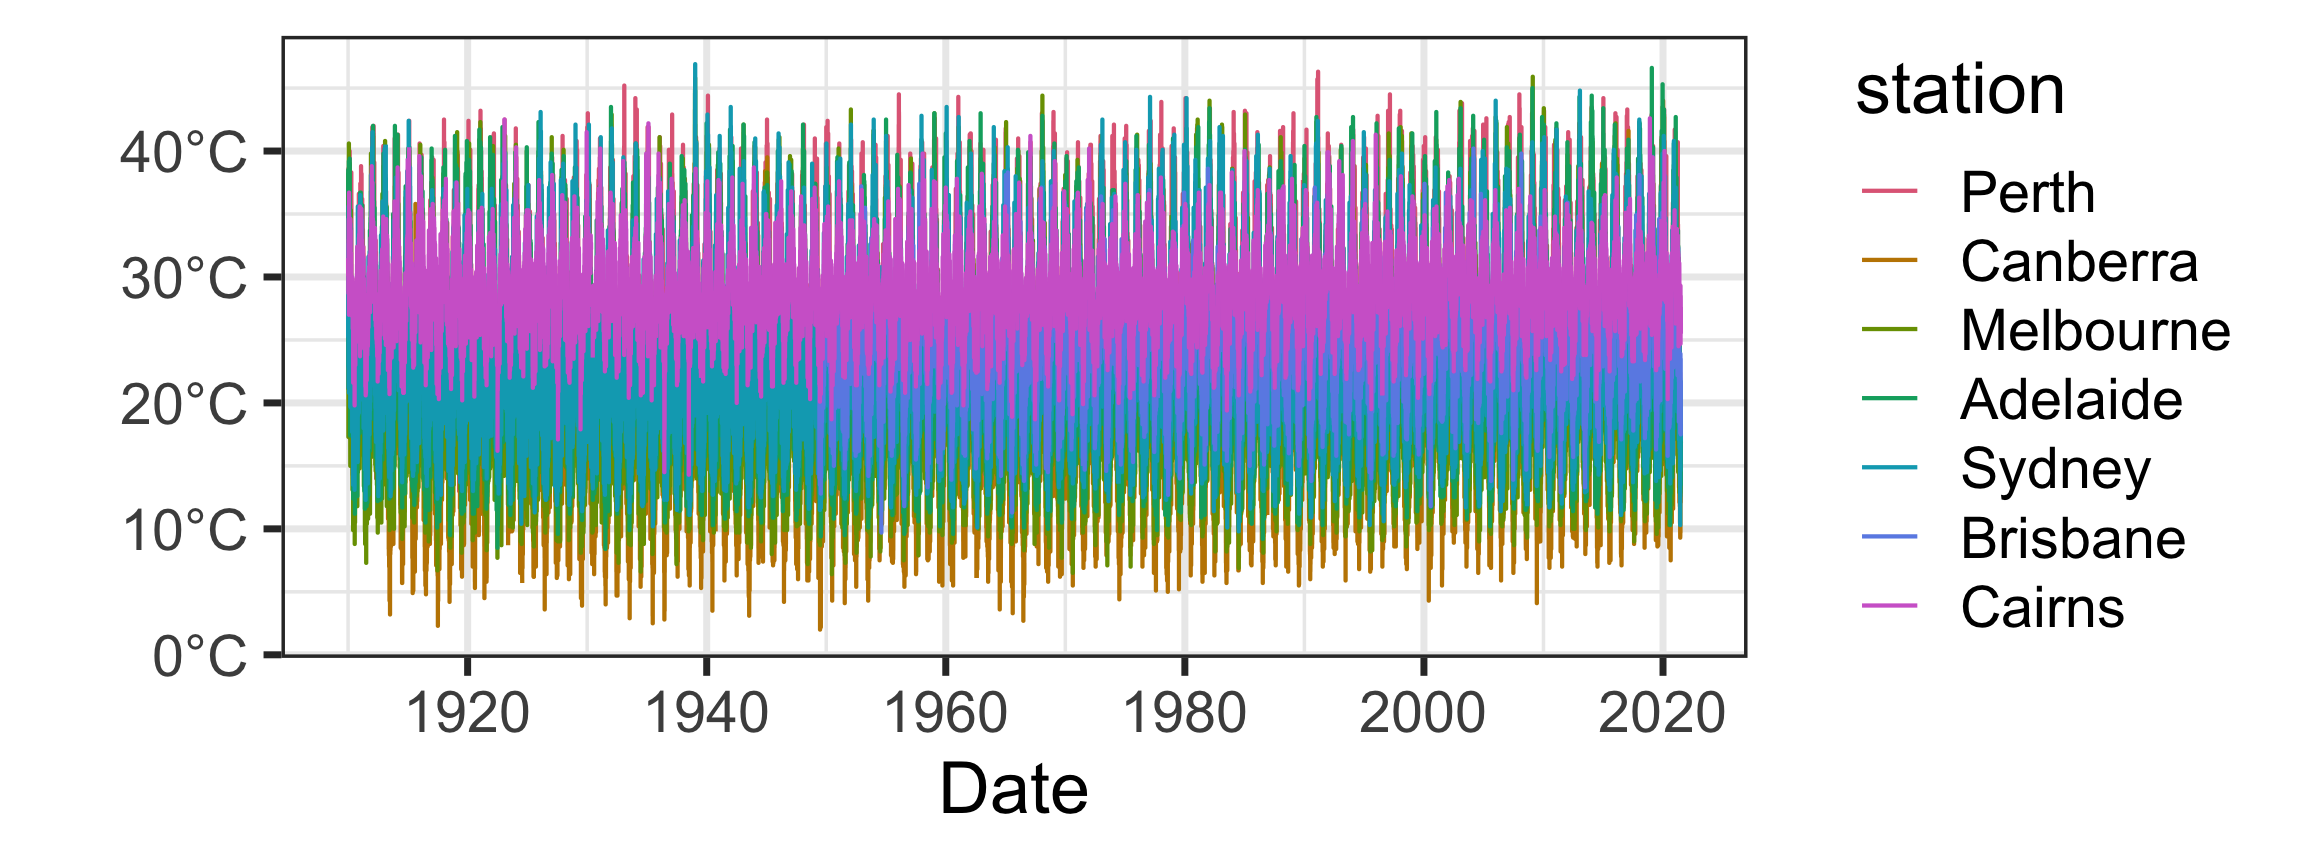 40°C
30°C
20°C
10°C
0°C
1920 1940 1960 1980 2000 2020
Date
station
Perth
Canberra
Melbourne
Adelaide
Sydney
Brisbane
Cairns